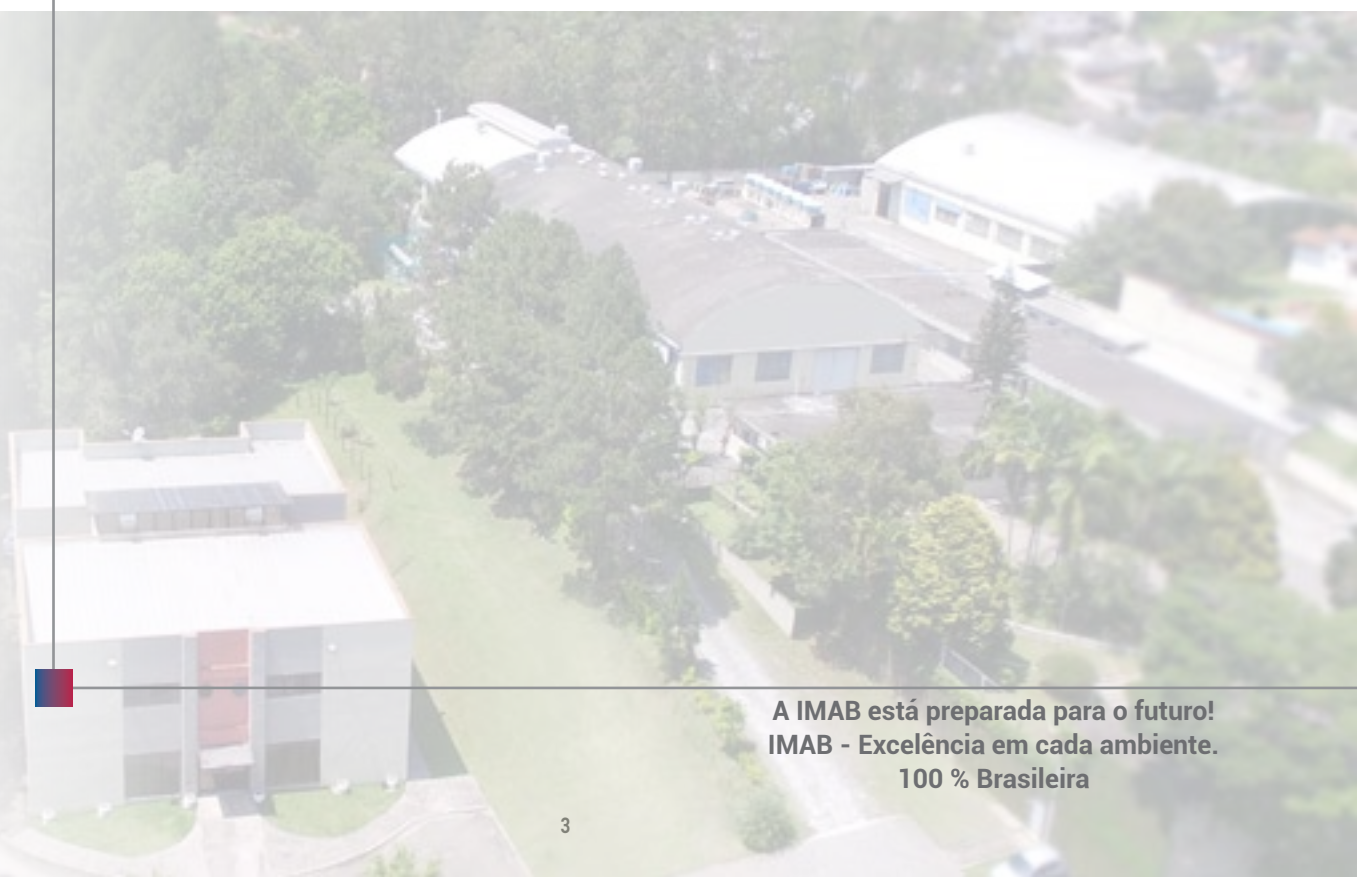 A IMAB está preparada para o futuro!
IMAB - Excelência em cada ambiente.
100 % Brasileira
3